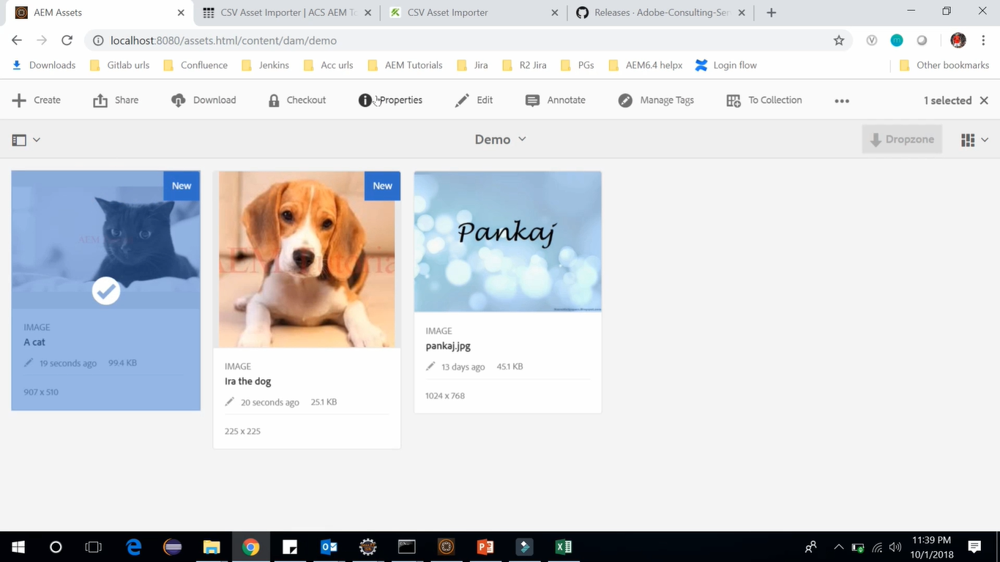 AEM Assets
CSV Asset Importer | ACS AEM To
CSV Asset Importer
Releases · Adobe-Consulting-Ser
localhost:8080/assets.html/content/dam/demo
Downloads
Gitlab urls
Confluence
Jenkins
Acc urls
AEM Tutorials
Jira
R2 Jira
PGs
AEM6.4 helpx
Login flow
Other bookmarks
Create
Share
Download
Checkout
Properties
Edit
Annotate
Manage Tags
To Collection
1 selected
Demo
Dropzone
New
IMAGE
A cat
19 seconds ago 99.4 KB
907 x 510
New
AEM Tutoria
IMAGE
Ira the dog
20 seconds ago 25.1 KB
225 x 225
Pankaj
IMAGE
pankaj.jpg
13 days ago 45.1 KB
1024 x 768
11:39 PM
10/1/2018